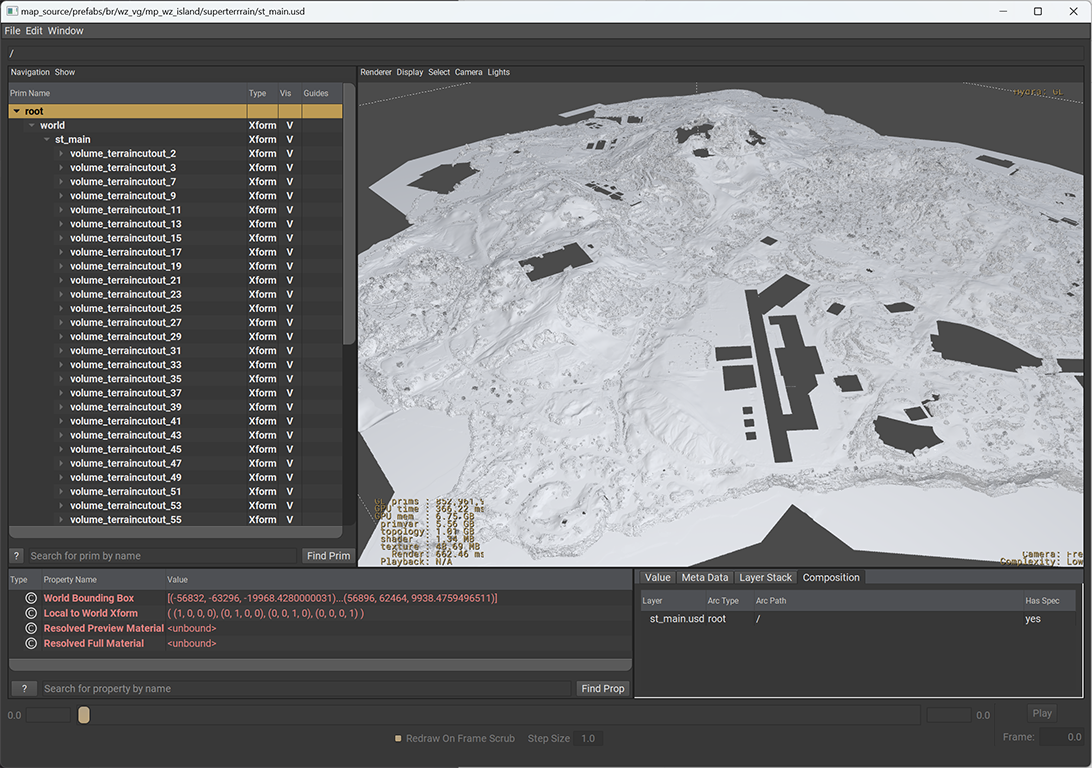 map_source/prefabs/br/wz_vg/mp_wz_island/superterrrain/st_main.usd
File Edit Window
/
Navigation Show
Prim Name Type Vis Guides
root
world Xform V
st_main Xform V
volume_terraincutout_2 Xform V
volume_terraincutout_3 Xform V
volume_terraincutout_7 Xform V
volume_terraincutout_9 Xform V
volume_terraincutout_11 Xform V
volume_terraincutout_13 Xform V
volume_terraincutout_15 Xform V
volume_terraincutout_17 Xform V
volume_terraincutout_19 Xform V
volume_terraincutout_21 Xform V
volume_terraincutout_23 Xform V
volume_terraincutout_25 Xform V
volume_terraincutout_27 Xform V
volume_terraincutout_29 Xform V
volume_terraincutout_31 Xform V
volume_terraincutout_33 Xform V
volume_terraincutout_35 Xform V
volume_terraincutout_37 Xform V
volume_terraincutout_39 Xform V
volume_terraincutout_41 Xform V
volume_terraincutout_43 Xform V
volume_terraincutout_45 Xform V
volume_terraincutout_47 Xform V
volume_terraincutout_49 Xform V
volume_terraincutout_51 Xform V
volume_terraincutout_53 Xform V
volume_terraincutout_55 Xform V
? Search for prim by name Find Prim
Renderer Display Select Camera Lights
Hydra: GL
GL prims :
GPU time : 366.22 ms
GPU mem : 6.75 GB
primvar : 5.56 GB
topology : 1.01 GB
shader : 1.34 MB
texture : 48.69 MB
Render : 662.46 ms
Playback: N/A
Camera: Fre
Complexity: Low
Type Property Name Value
© World Bounding Box [(-56832, -63296, -19968.4280000031)...(56896, 62464, 9938.4759496511)]
© Local to World Xform ( (1, 0, 0, 0), (0, 1, 0, 0), (0, 0, 1, 0), (0, 0, 0, 1) )
© Resolved Preview Material <unbound>
© Resolved Full Material <unbound>
? Search for property by name Find Prop
Value Meta Data Layer Stack Composition
Layer Arc Type Arc Path Has Spec
st_main.usd root / yes
0.0 0.0 Play
Redraw On Frame Scrub Step Size 1.0 Frame: 0.0